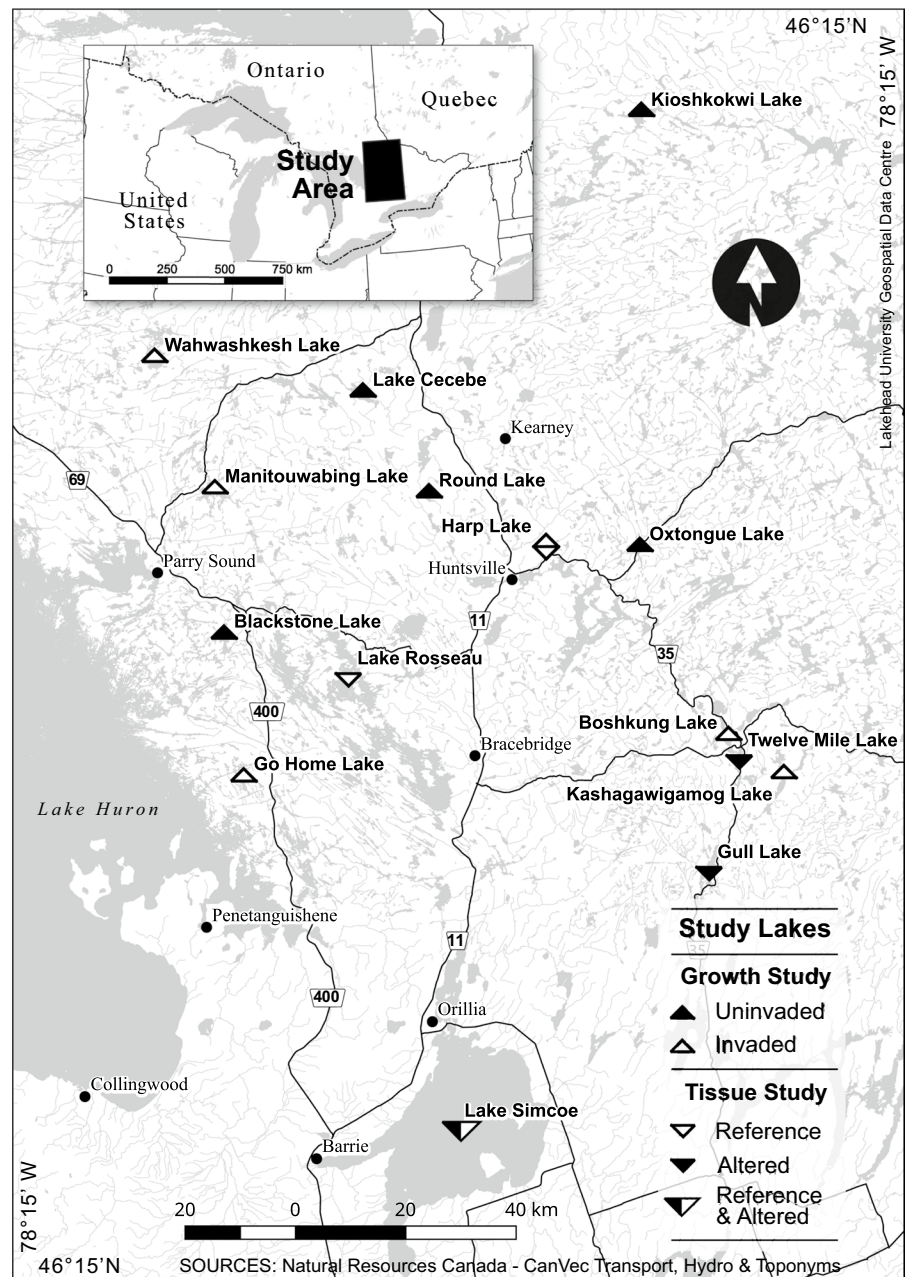 46°15'N
78°15' W
Lakehead University Geospatial Data Centre
Ontario
Quebec
Study
Area
United
States
0 250 500 750 km
Kioshkokwi Lake
Wahwashkesh Lake
Lake Cecebe
Kearney
Manitouwabing Lake
Round Lake
69
Harp Lake
Oxtongue Lake
Parry Sound
Huntsville
Blackstone Lake
11
Lake Rosseau
35
400
Boshkung Lake
Twelve Mile Lake
Bracebridge
Go Home Lake
Kashagawigamog Lake
Lake Huron
Gull Lake
Penetanguishene
11
400
Orillia
Collingwood
Lake Simcoe
Barrie
Study Lakes
35
Growth Study
Uninvaded
Invaded
Tissue Study
Reference
Altered
Reference
& Altered
20 0 20 40 km
78°15' W
46°15'N
SOURCES: Natural Resources Canada - CanVec Transport, Hydro & Toponyms